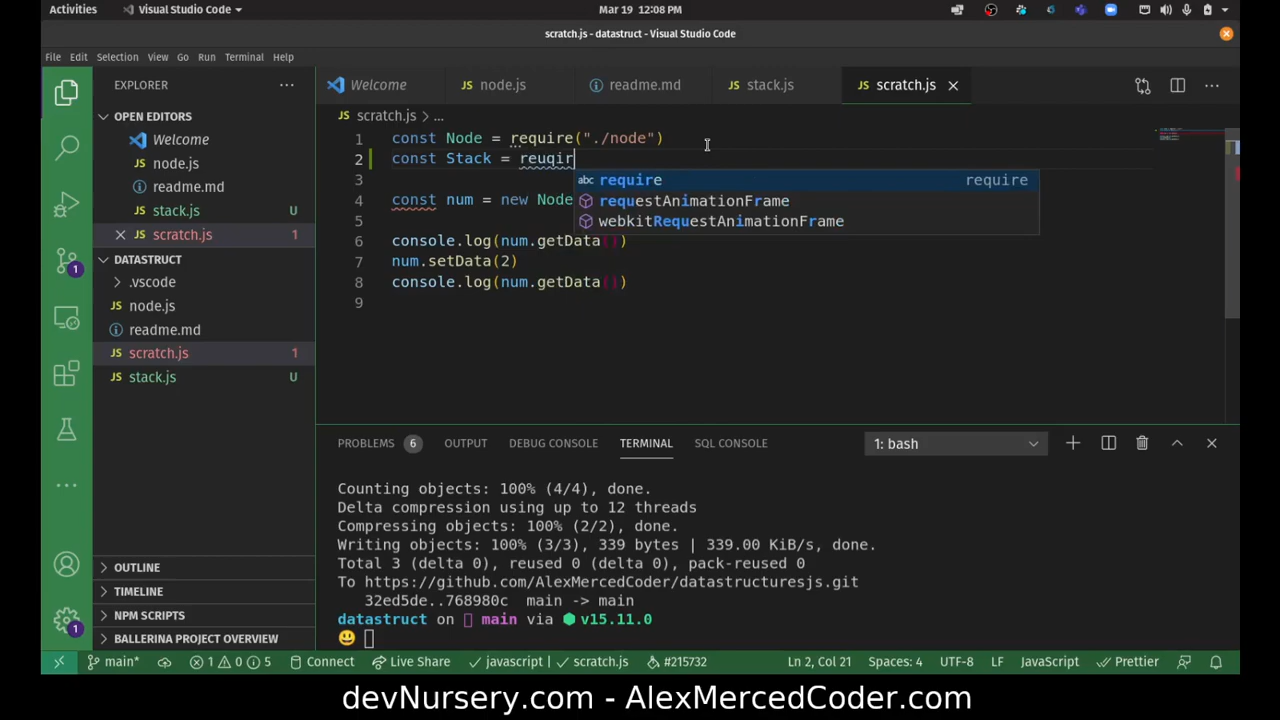 Activities Visual Studio Code Mar 19 12:08 PM
scratch.js - datastruct - Visual Studio Code
File Edit Selection View Go Run Terminal Help
EXPLORER
OPEN EDITORS
Welcome
node.js
readme.md
stack.js U
scratch.js 1
DATASTRUCT
.vscode
node.js
readme.md
scratch.js 1
stack.js U
OUTLINE
TIMELINE
NPM SCRIPTS
BALLERINA PROJECT OVERVIEW
1
1
Welcome node.js readme.md stack.js scratch.js
scratch.js > ...
1 const Node = require("./node")
2 const Stack = reuqir
3
4 const num = new Node
5
6 console.log(num.getData())
7 num.setData(2)
8 console.log(num.getData())
9
abc require require
requestAnimationFrame
webkitRequestAnimationFrame
PROBLEMS 6 OUTPUT DEBUG CONSOLE TERMINAL SQL CONSOLE 1: bash
Counting objects: 100% (4/4), done.
Delta compression using up to 12 threads
Compressing objects: 100% (2/2), done.
Writing objects: 100% (3/3), 339 bytes | 339.00 KiB/s, done.
Total 3 (delta 0), reused 0 (delta 0), pack-reused 0
To https://github.com/AlexMercedCoder/datastructuresjs.git
32ed5de..768980c main -> main
datastruct on main via v15.11.0
main* 1 0 5 Connect Live Share javascript | scratch.js #215732 Ln 2, Col 21 Spaces: 4 UTF-8 LF JavaScript Prettier
devNursery.com - AlexMercedCoder.com